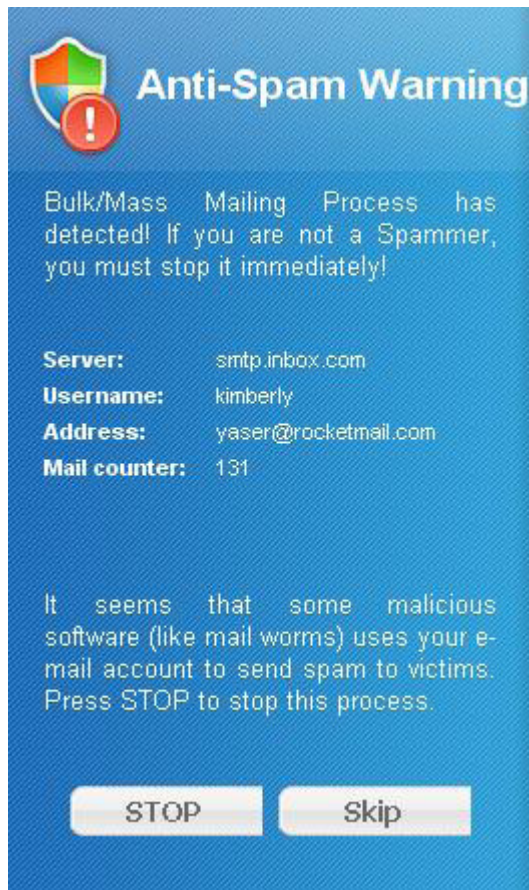 Anti-Spam Warning
Bulk/Mass Mailing Process has
detected! If you are not a Spammer,
you must stop it immediately!
Server: smtp.inbox.com
Username: kimberly
Address: yaser@rocketmail.com
Mail counter: 131
It seems that some malicious
software (like mail worms) uses your e-
mail account to send spam to victims.
Press STOP to stop this process.
STOP Skip